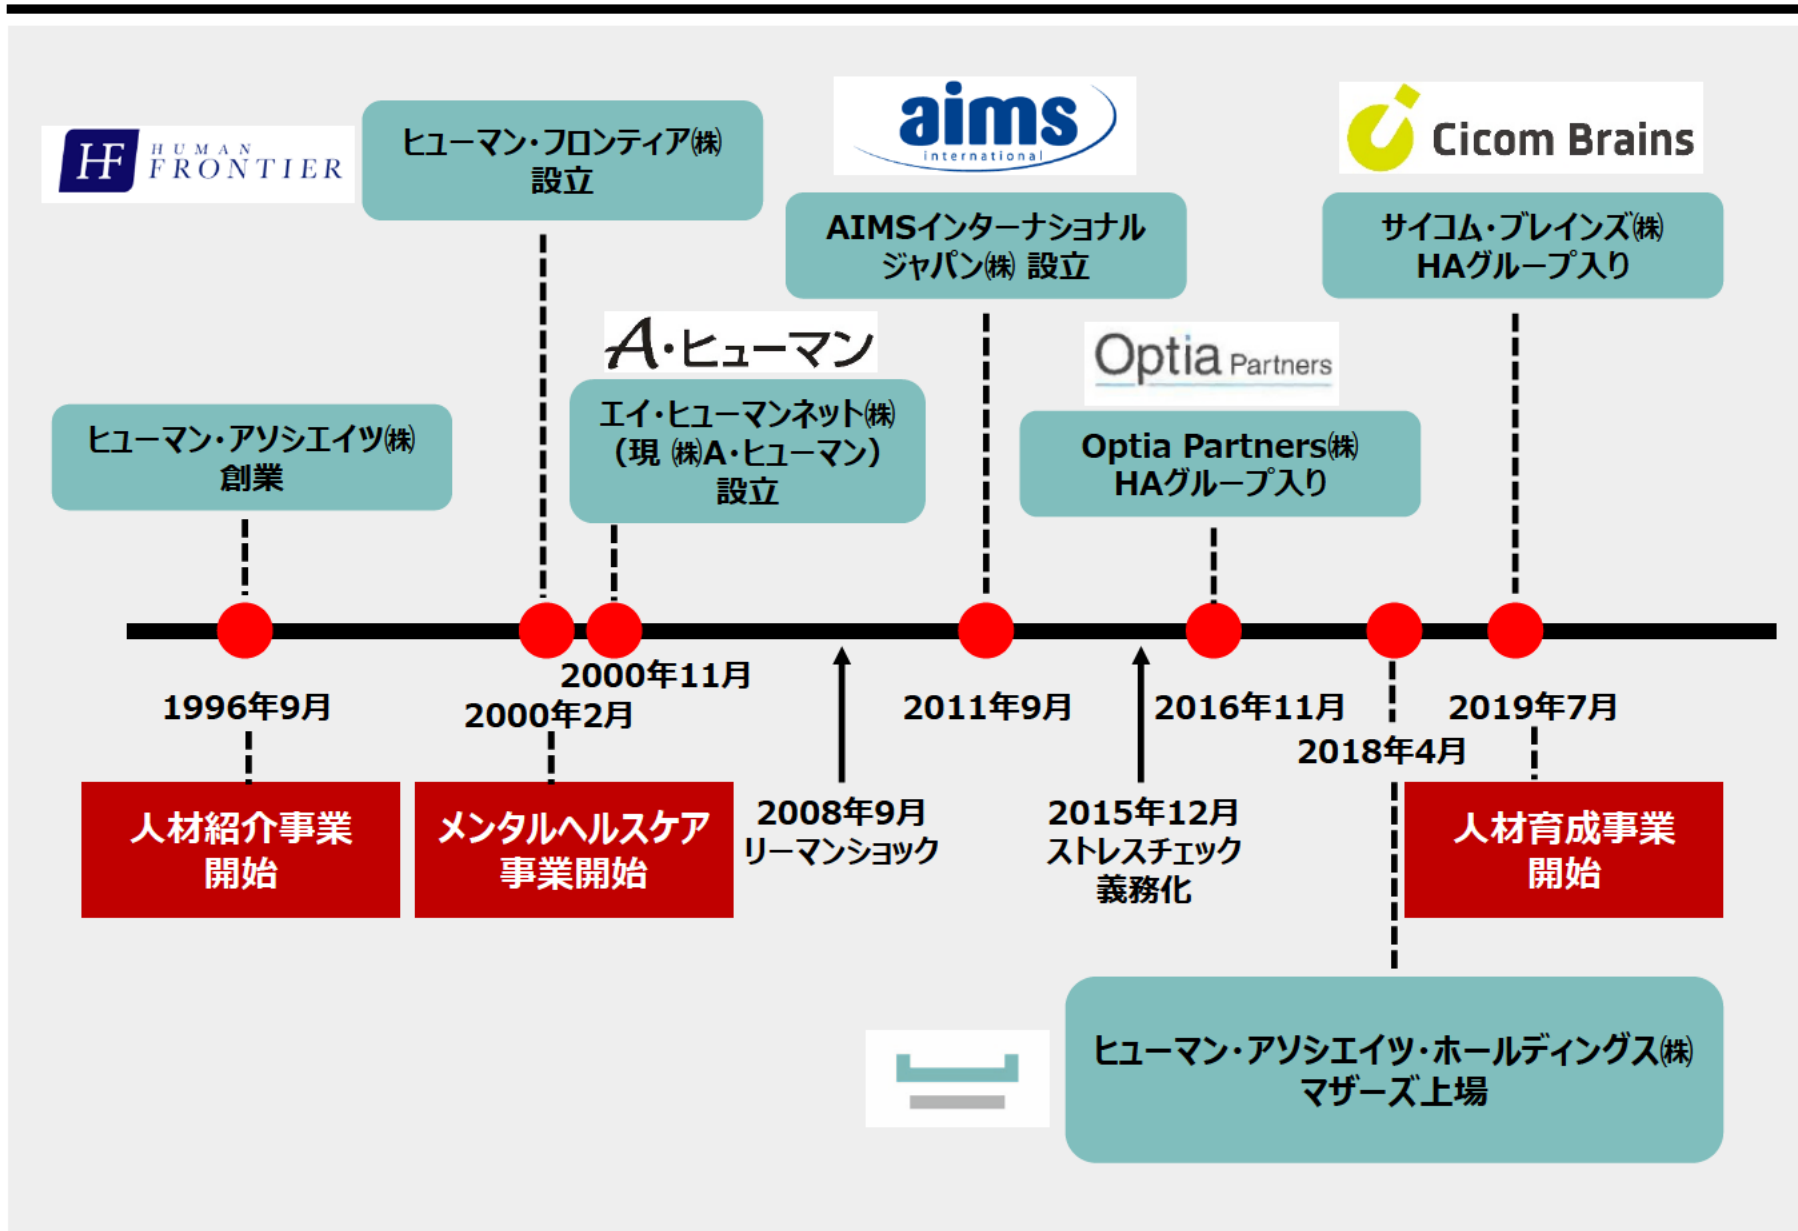 HF HUMAN
FRONTIER
ヒューマン・フロンティア㈱
設立
aims
international
AIMSインターナショナル
ジャパン㈱ 設立
Cicom Brains
サイコム・ブレインズ㈱
HAグループ入り
A・ヒューマン
エイ・ヒューマンネット㈱
（現 ㈱A・ヒューマン）
設立
Optia Partners
Optia Partners㈱
HAグループ入り
ヒューマン・アソシエイツ㈱
創業
1996年9月
2000年2月
2000年11月
2011年9月
2016年11月
2018年4月
2019年7月
人材紹介事業
開始
メンタルヘルスケア
事業開始
2008年9月
リーマンショック
2015年12月
ストレスチェック
義務化
人材育成事業
開始
ヒューマン・アソシエイツ・ホールディングス㈱
マザーズ上場